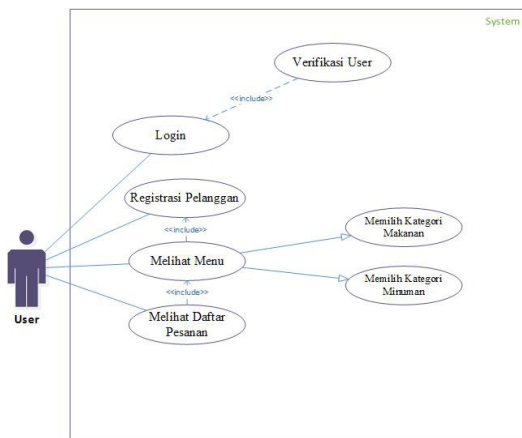 System
Verifikasi User
<<include>>
Login
Registrasi Pelanggan
<<include>>
Memilih Kategori
Makanan
Melihat Menu
Memilih Kategori
Minuman
<<include>>
Melihat Daftar
Pesanan
User